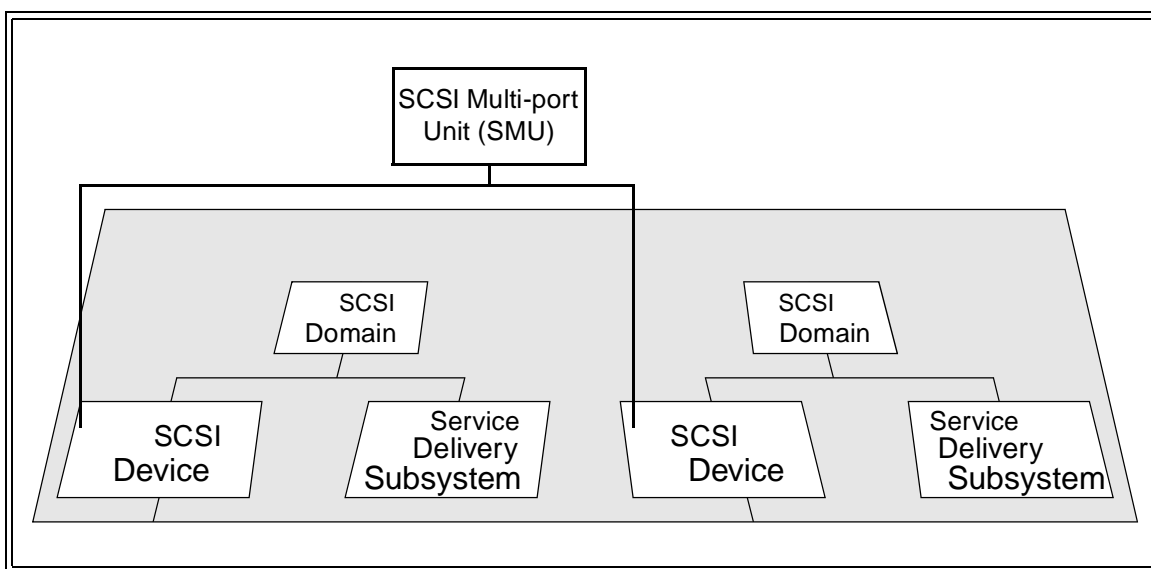 SCSI Multi-port
Unit (SMU)
SCSI
Domain
SCSI
Domain
SCSI
Device
Service
Delivery
Subsystem
SCSI
Device
Service
Delivery
Subsystem